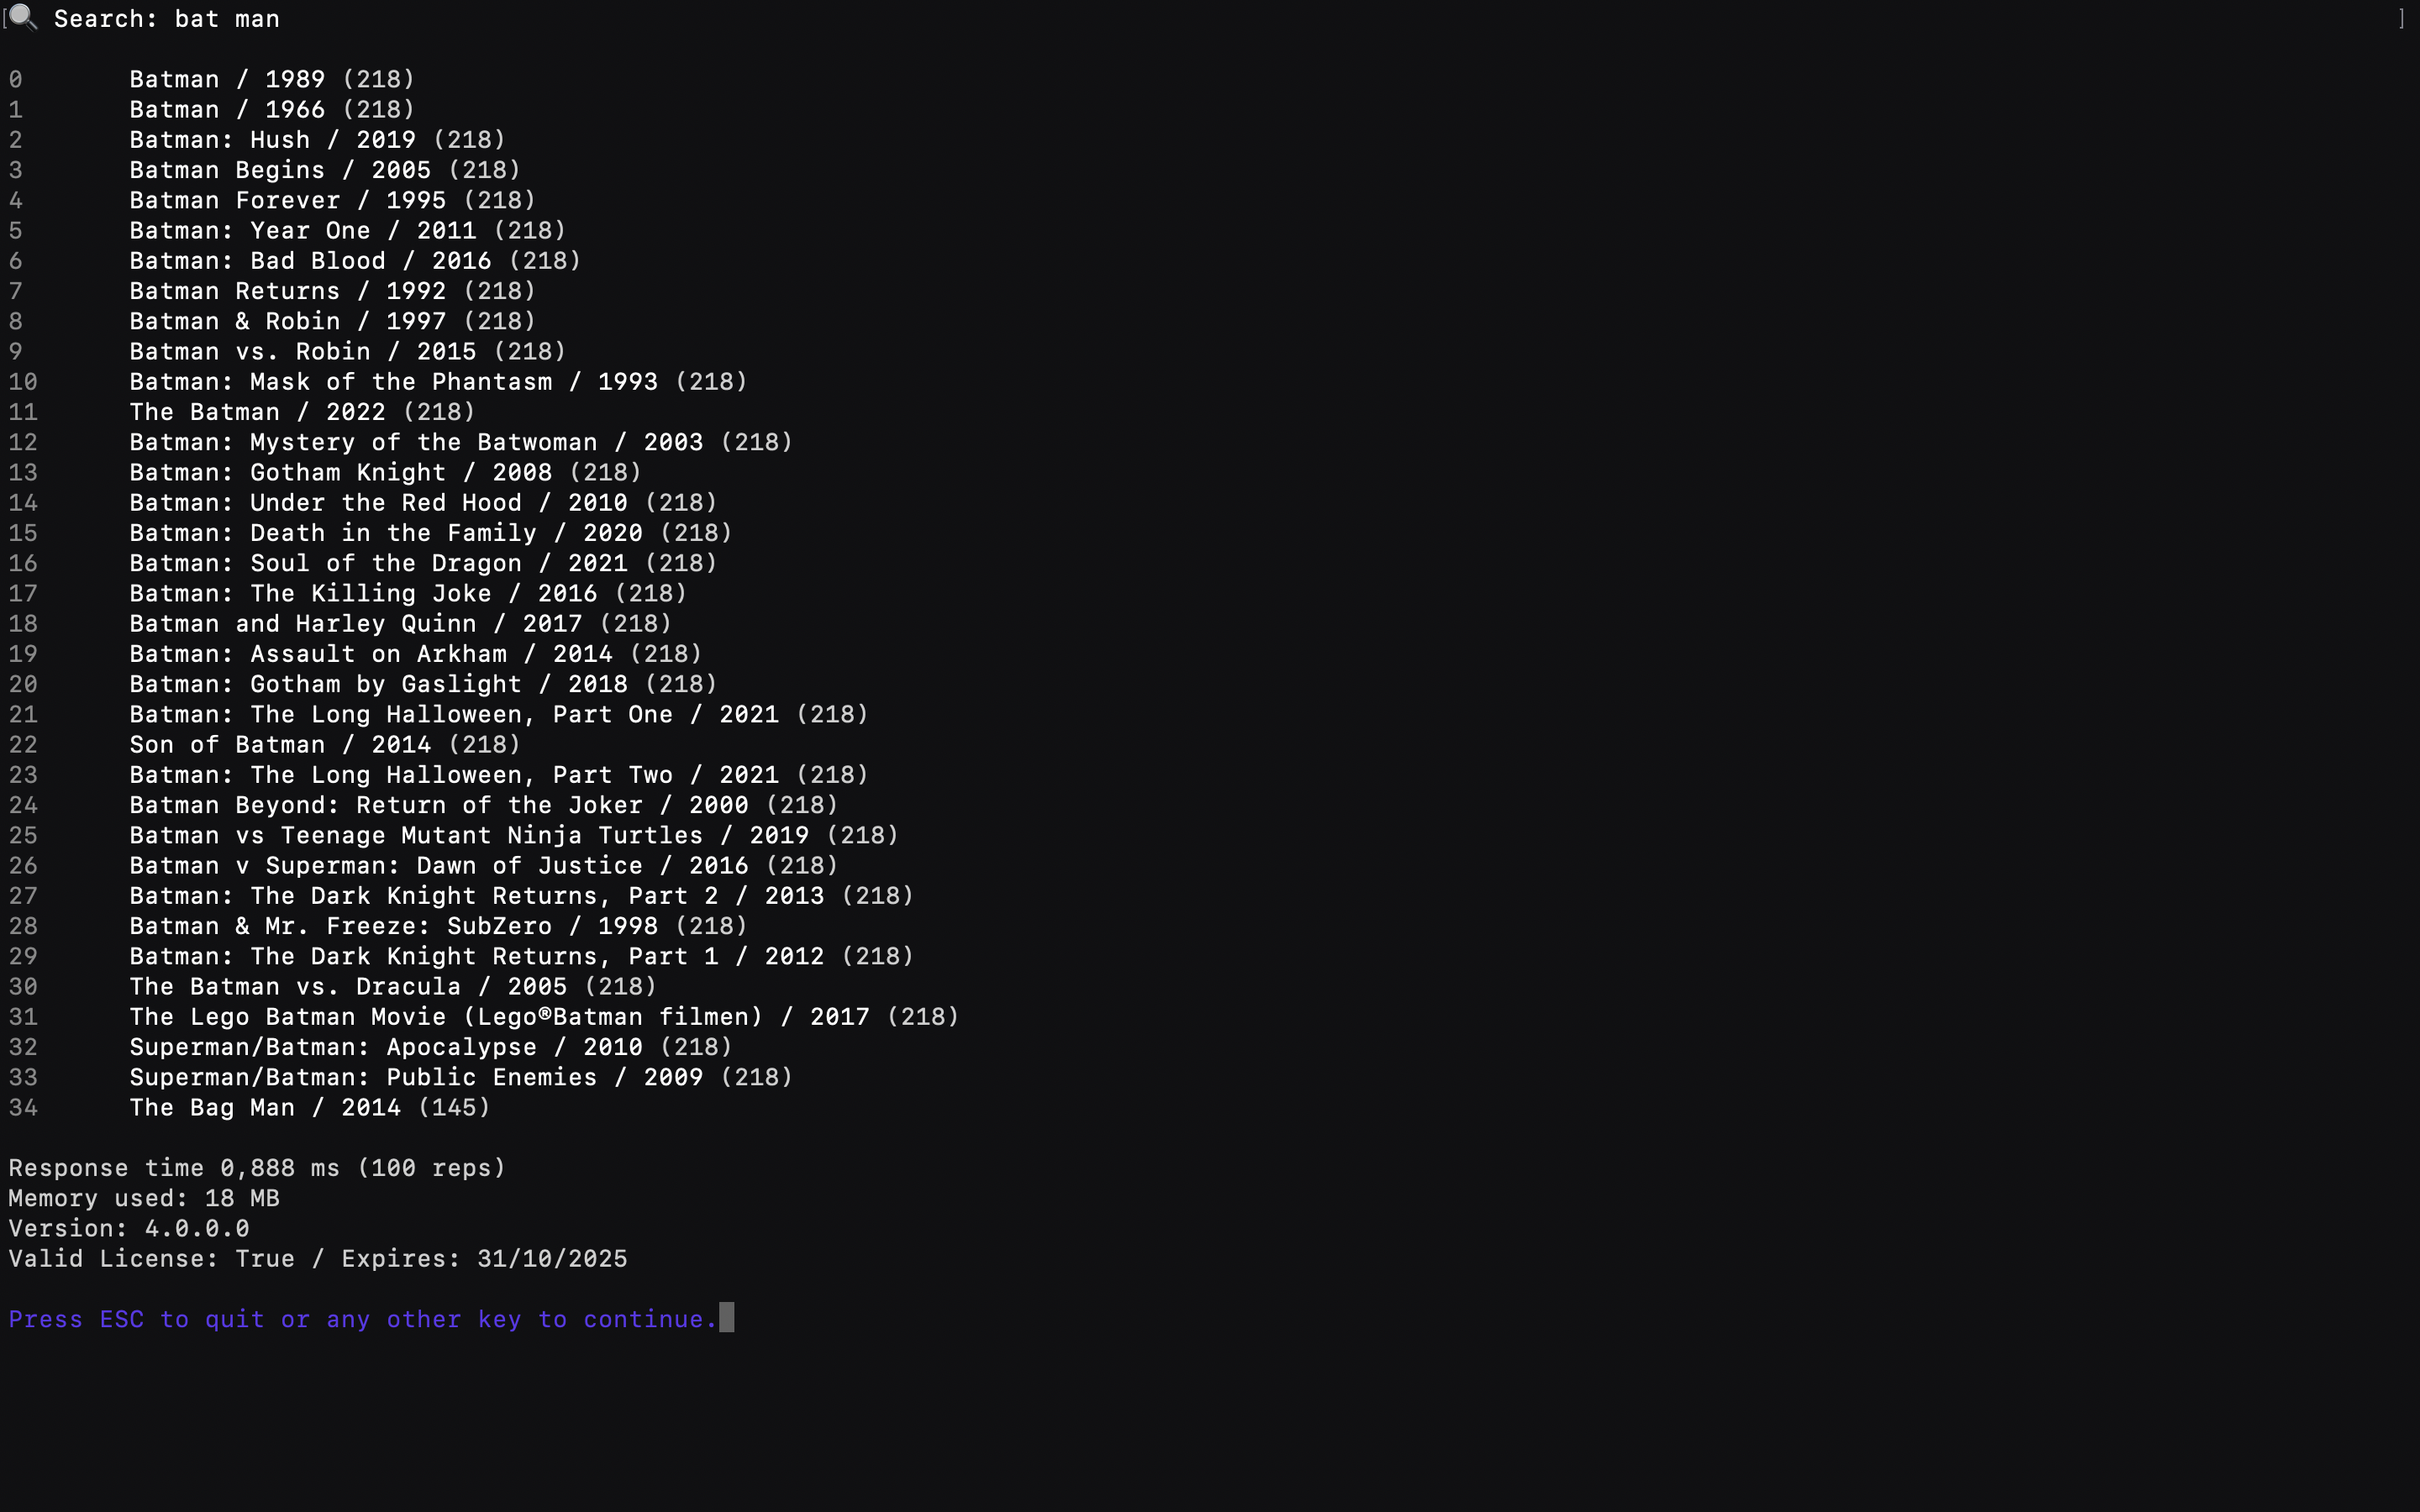 [🔍 Search: bat man ]
0 Batman / 1989 (218)
1 Batman / 1966 (218)
2 Batman: Hush / 2019 (218)
3 Batman Begins / 2005 (218)
4 Batman Forever / 1995 (218)
5 Batman: Year One / 2011 (218)
6 Batman: Bad Blood / 2016 (218)
7 Batman Returns / 1992 (218)
8 Batman & Robin / 1997 (218)
9 Batman vs. Robin / 2015 (218)
10 Batman: Mask of the Phantasm / 1993 (218)
11 The Batman / 2022 (218)
12 Batman: Mystery of the Batwoman / 2003 (218)
13 Batman: Gotham Knight / 2008 (218)
14 Batman: Under the Red Hood / 2010 (218)
15 Batman: Death in the Family / 2020 (218)
16 Batman: Soul of the Dragon / 2021 (218)
17 Batman: The Killing Joke / 2016 (218)
18 Batman and Harley Quinn / 2017 (218)
19 Batman: Assault on Arkham / 2014 (218)
20 Batman: Gotham by Gaslight / 2018 (218)
21 Batman: The Long Halloween, Part One / 2021 (218)
22 Son of Batman / 2014 (218)
23 Batman: The Long Halloween, Part Two / 2021 (218)
24 Batman Beyond: Return of the Joker / 2000 (218)
25 Batman vs Teenage Mutant Ninja Turtles / 2019 (218)
26 Batman v Superman: Dawn of Justice / 2016 (218)
27 Batman: The Dark Knight Returns, Part 2 / 2013 (218)
28 Batman & Mr. Freeze: SubZero / 1998 (218)
29 Batman: The Dark Knight Returns, Part 1 / 2012 (218)
30 The Batman vs. Dracula / 2005 (218)
31 The Lego Batman Movie (Lego®Batman filmen) / 2017 (218)
32 Superman/Batman: Apocalypse / 2010 (218)
33 Superman/Batman: Public Enemies / 2009 (218)
34 The Bag Man / 2014 (145)
Response time 0,888 ms (100 reps)
Memory used: 18 MB
Version: 4.0.0.0
Valid License: True / Expires: 31/10/2025
Press ESC to quit or any other key to continue.